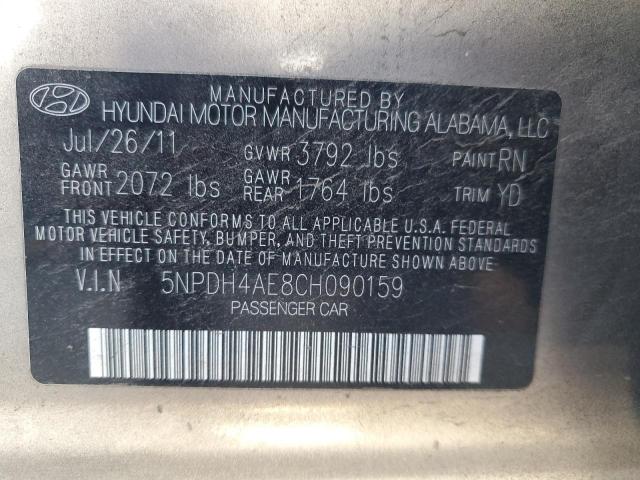 MANUFACTURED BY
HYUNDAI MOTOR MANUFACTURING ALABAMA, LLC
Jul/26/11 GVWR 3792 lbs PAINT RN
GAWR FRONT 2072 lbs GAWR REAR 1764 lbs TRIM YD
THIS VEHICLE CONFORMS TO ALL APPLICABLE U.S.A. FEDERAL
MOTOR VEHICLE SAFETY, BUMPER, AND THEFT PREVENTION STANDARDS
IN EFFECT ON THE DATE OF MANUFACTURE SHOWN ABOVE.
V.I.N 5NPDH4AE8CH090159
PASSENGER CAR